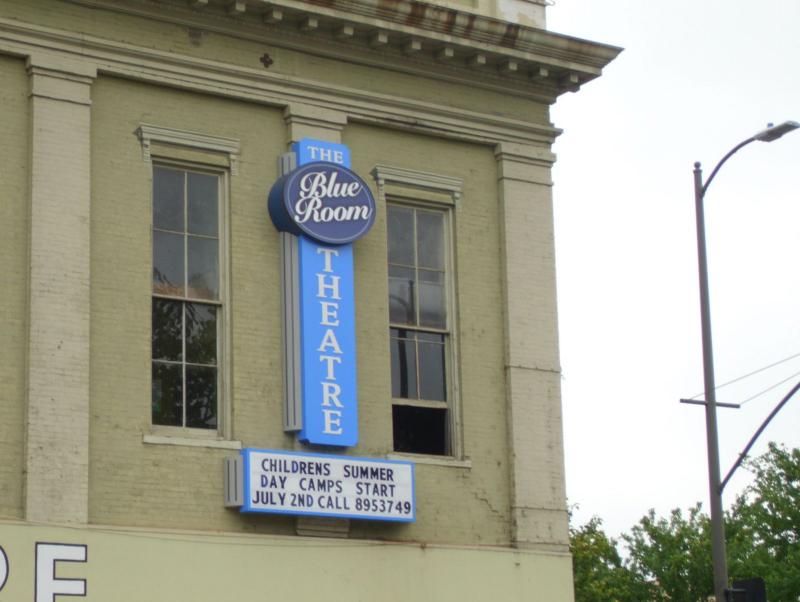 THE
Blue
Room
THEATRE
CHILDRENS SUMMER
DAY CAMPS START
JULY 2ND CALL 8953749